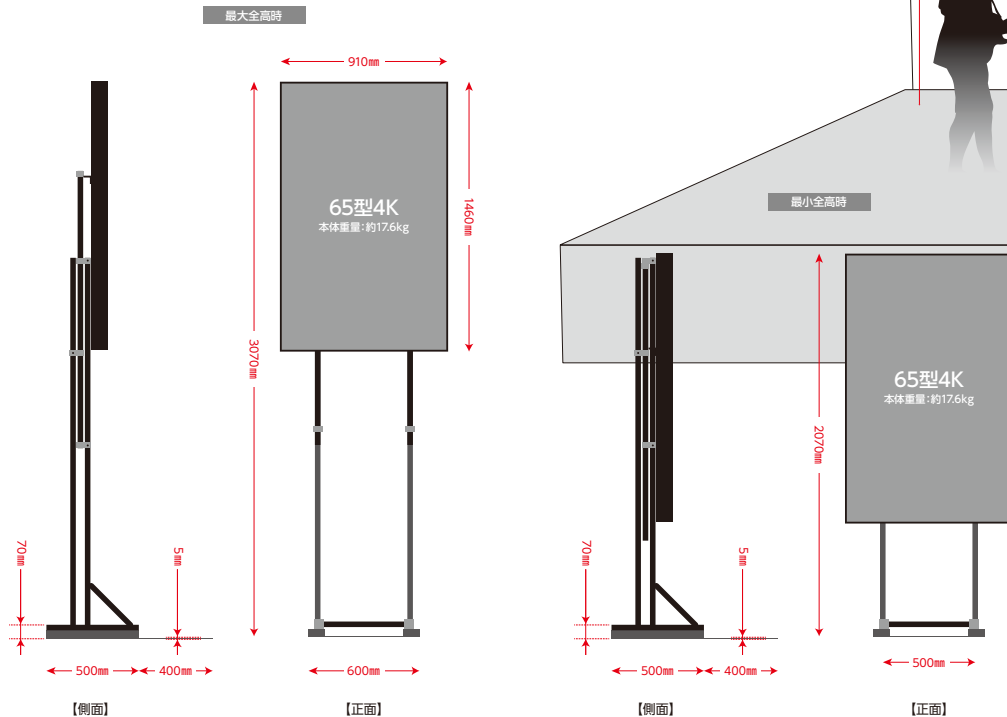 最大全高時
910㎜
65型4K
本体重量：約17.6kg
1460㎜
3070㎜
70㎜
5㎜
500㎜
400㎜
600㎜
【側面】
【正面】
最小全高時
65型4K
本体重量：約17.6kg
2070㎜
70㎜
5㎜
500㎜
400㎜
500㎜
【側面】
【正面】